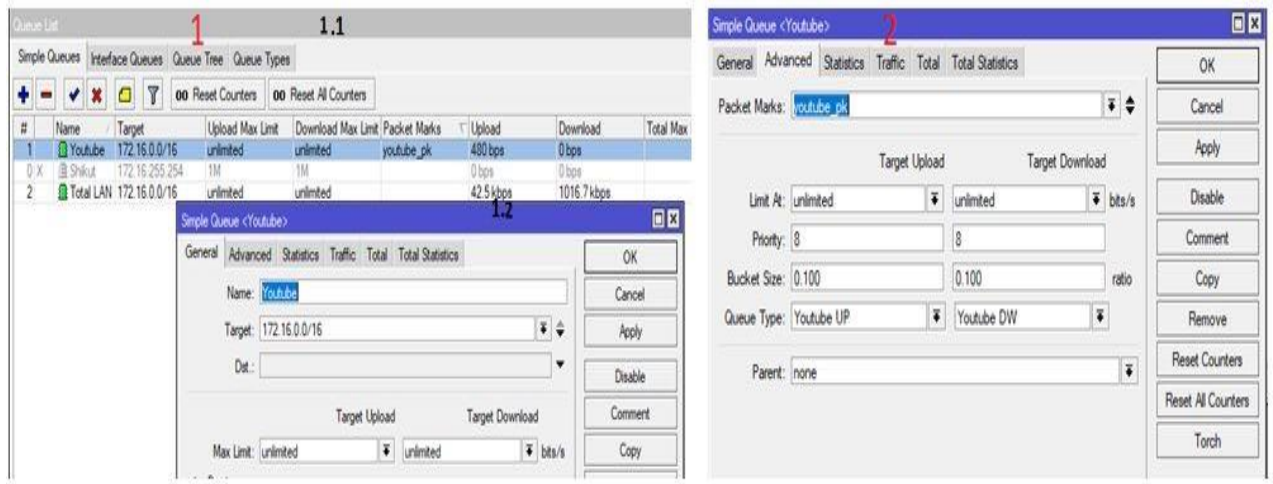 Queue List
1
1.1
Simple Queues Interface Queues Queue Tree Queue Types
00 Reset Counters 00 Reset All Counters
# Name Target Upload Max Limit Download Max Limit Packet Marks Upload Download Total Max
1 Youtube 172.16.0.0/16 unlimited unlimited youtube_pk 480 bps 0 bps
0 X Shikut 172.16.255.254 1M 1M 0 bps 0 bps
2 Total LAN 172.16.0.0/16 unlimited unlimited 42.5 kbps 1016.7 kbps
1.2
Simple Queue <Youtube>
General Advanced Statistics Traffic Total Total Statistics
Name: Youtube
Target: 172.16.0.0/16
Dst.:
Target Upload Target Download
Max Limit: unlimited unlimited bits/s
OK
Cancel
Apply
Disable
Comment
Copy
Simple Queue <Youtube>
2
General Advanced Statistics Traffic Total Total Statistics
Packet Marks: youtube_pk
Target Upload Target Download
Limit At: unlimited unlimited bits/s
Priority: 8 8
Bucket Size: 0.100 0.100 ratio
Queue Type: Youtube UP Youtube DW
Parent: none
OK
Cancel
Apply
Disable
Comment
Copy
Remove
Reset Counters
Reset All Counters
Torch